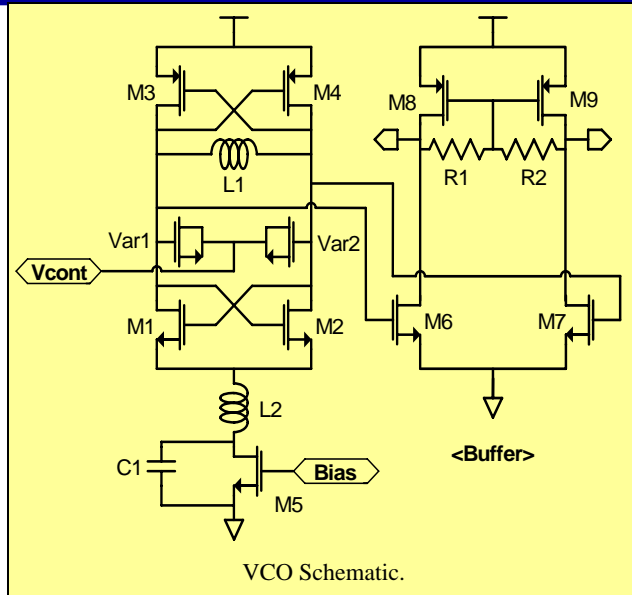 M3
M4
L1
Var1
Var2
Vcont
M1
M2
L2
C1
Bias
M5
M8
M9
R1
R2
M6
M7
<Buffer>
VCO Schematic.